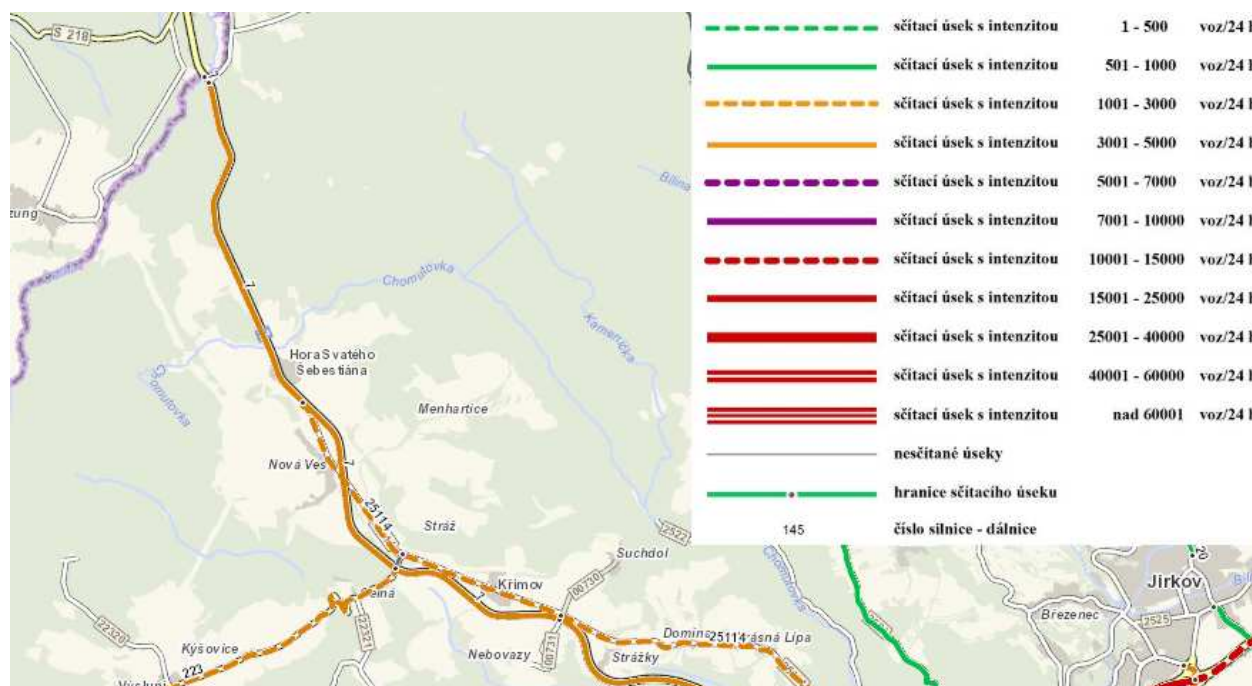 S 218
7
zung
Bílina
Chomutovka
Kamenička
7
Hora Svatého
Šebestiána
Menhartice
Nová Ves
7
25114
Stráž
2522
Suchdol
Chomutovka
Křimov
00730
7
22320
22321
Kýšovice
223
Nebovazy
00731
Strážky
25114
20
Jirkov
Březenec
2525
sčítací úsek s intenzitou 1 - 500 voz/24 l
sčítací úsek s intenzitou 501 - 1000 voz/24 l
sčítací úsek s intenzitou 1001 - 3000 voz/24 l
sčítací úsek s intenzitou 3001 - 5000 voz/24 l
sčítací úsek s intenzitou 5001 - 7000 voz/24 l
sčítací úsek s intenzitou 7001 - 10000 voz/24 l
sčítací úsek s intenzitou 10001 - 15000 voz/24 l
sčítací úsek s intenzitou 15001 - 25000 voz/24 l
sčítací úsek s intenzitou 25001 - 40000 voz/24 l
sčítací úsek s intenzitou 40001 - 60000 voz/24 l
sčítací úsek s intenzitou nad 60001 voz/24 l
nesčítané úseky
hranice sčítacího úseku
145 číslo silnice - dálnice